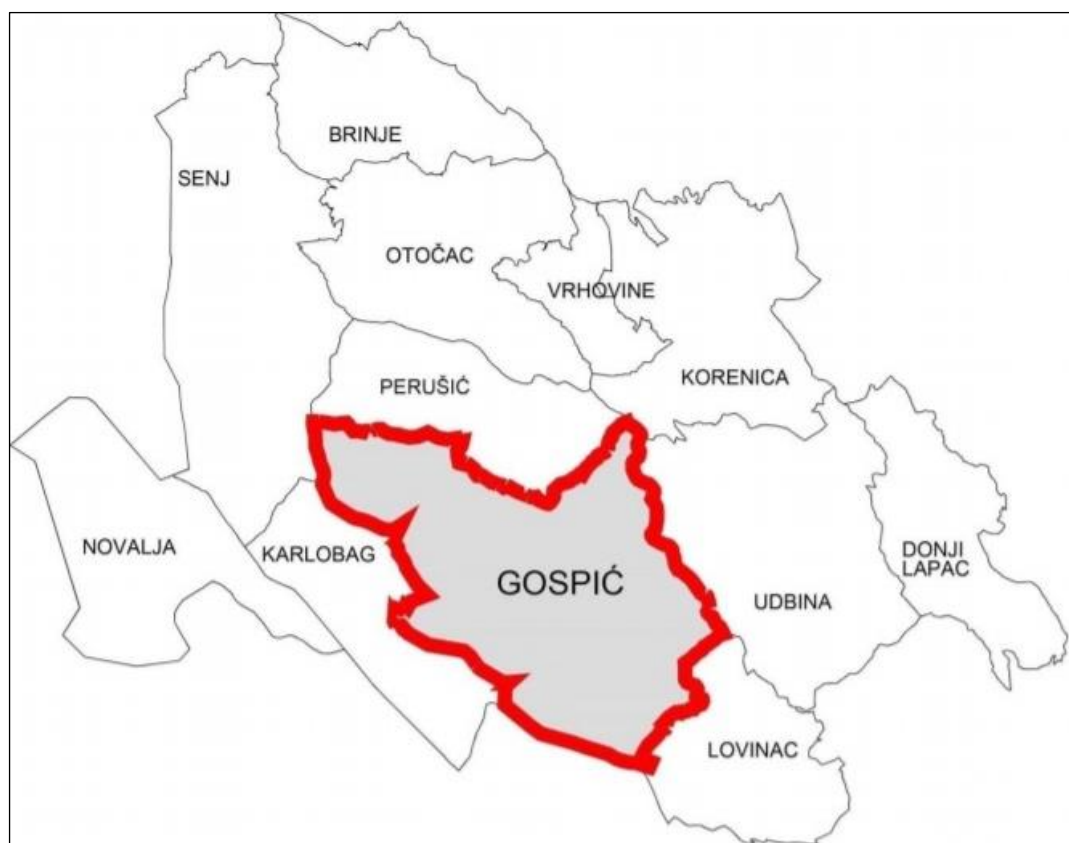 BRINJE
SENJ
OTOČAC
VRHOVINE
PERUŠIĆ
KORENICA
NOVALJA
KARLOBAG
GOSPIĆ
UDBINA
DONJI
LAPAC
LOVINAC